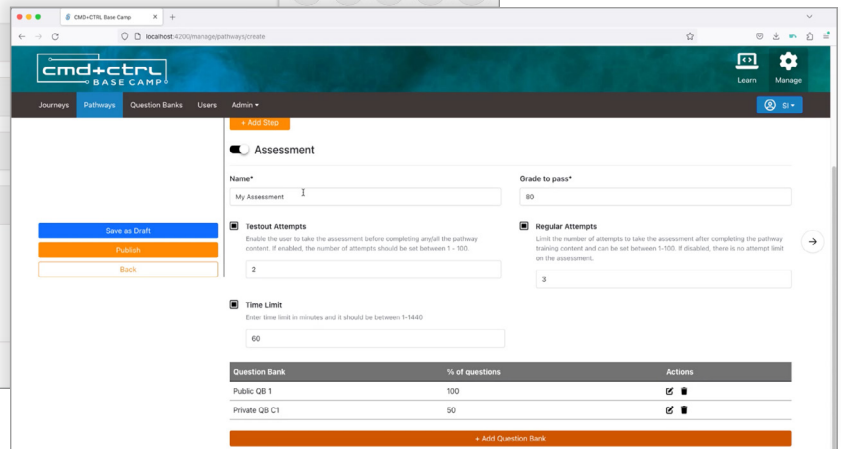 CMD+CTRL Base Camp
localhost:4200/manage/pathways/create
cmd+ctrl
BASE CAMP
Learn
Manage
Journeys
Pathways
Question Banks
Users
Admin
SI
+ Add Step
Assessment
Name*
My Assessment
Grade to pass*
80
Save as Draft
Publish
Back
Testout Attempts
Enable the user to take the assessment before completing any/all the pathway
content. If enabled, the number of attempts should be set between 1 - 100.
2
Regular Attempts
Limit the number of attempts to take the assessment after completing the pathway
training content and can be set between 1-100. If disabled, there is no attempt limit
on the assessment.
3
Time Limit
Enter time limit in minutes and it should be between 1-1440
60
Question Bank % of questions Actions
Public QB 1 100
Private QB C1 50
+ Add Question Bank